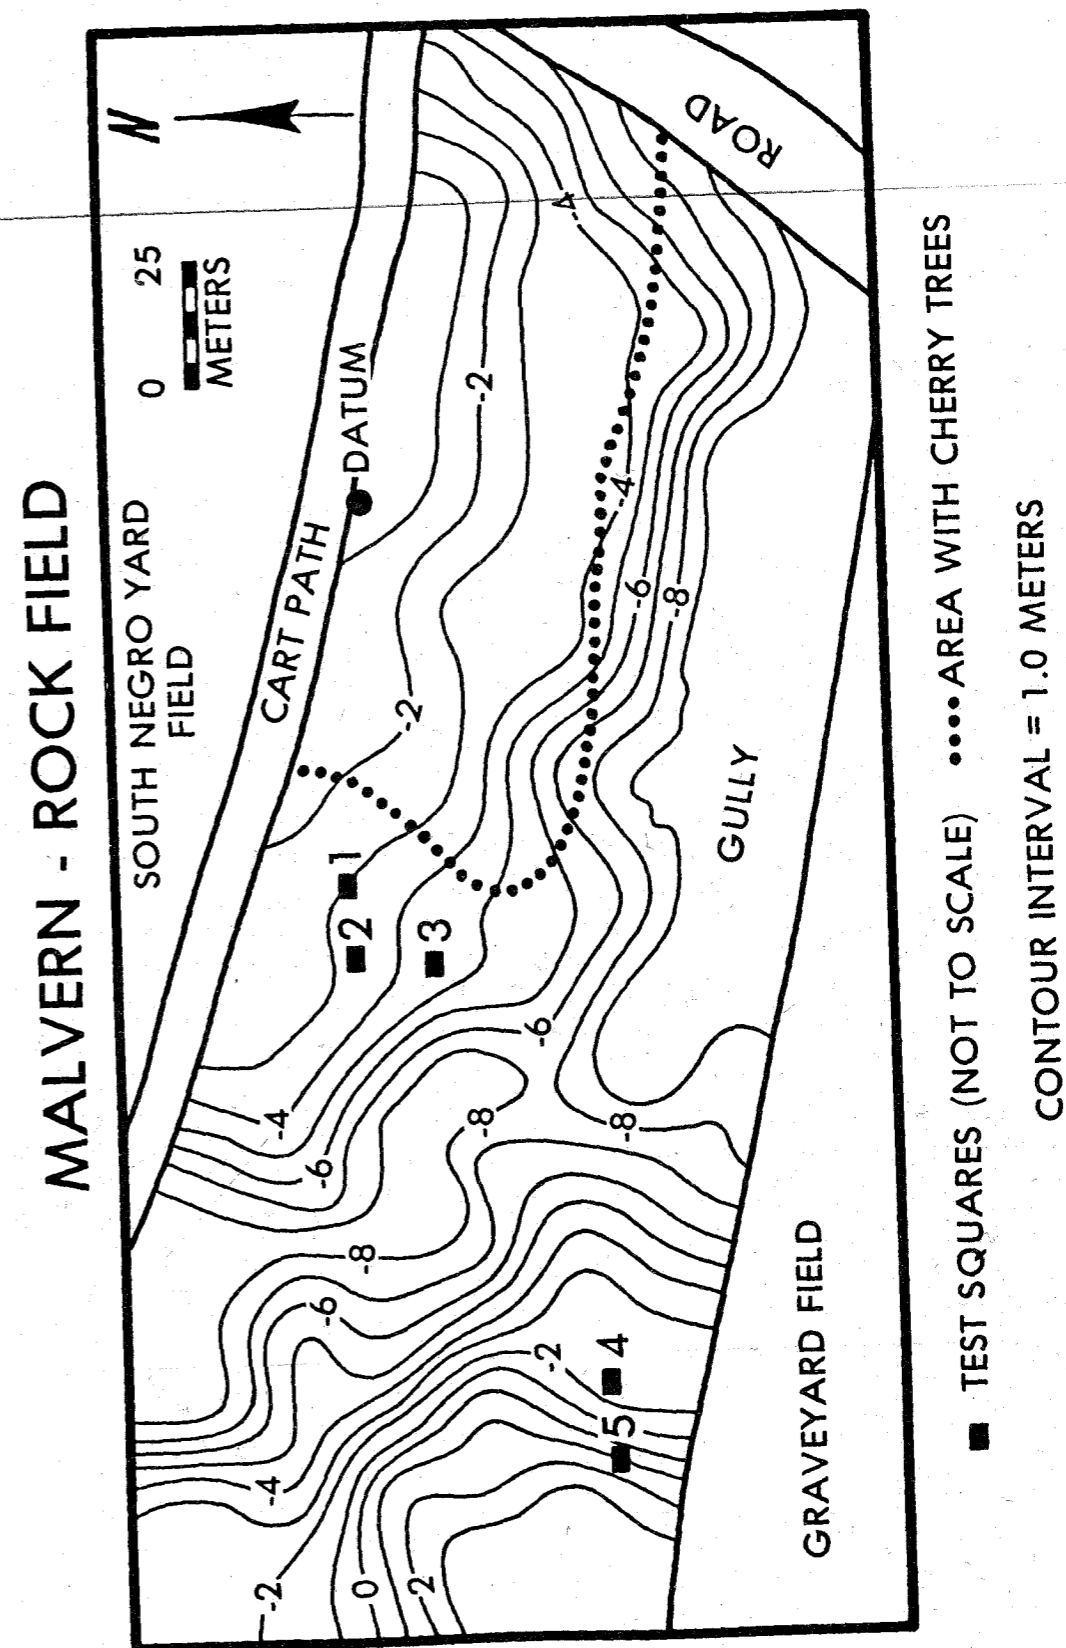 MALVERN - ROCK FIELD
SOUTH NEGRO YARD
FIELD
0 25
METERS
N
CART PATH
DATUM
ROAD
-2
-2
-4
-4
-6
-8
1
2
3
GULLY
-4
-6
-6
-8
-8
-8
-6
-4
-2
0
2
-2
4
5
GRAVEYARD FIELD
TEST SQUARES (NOT TO SCALE) AREA WITH CHERRY TREES
CONTOUR INTERVAL = 1.0 METERS